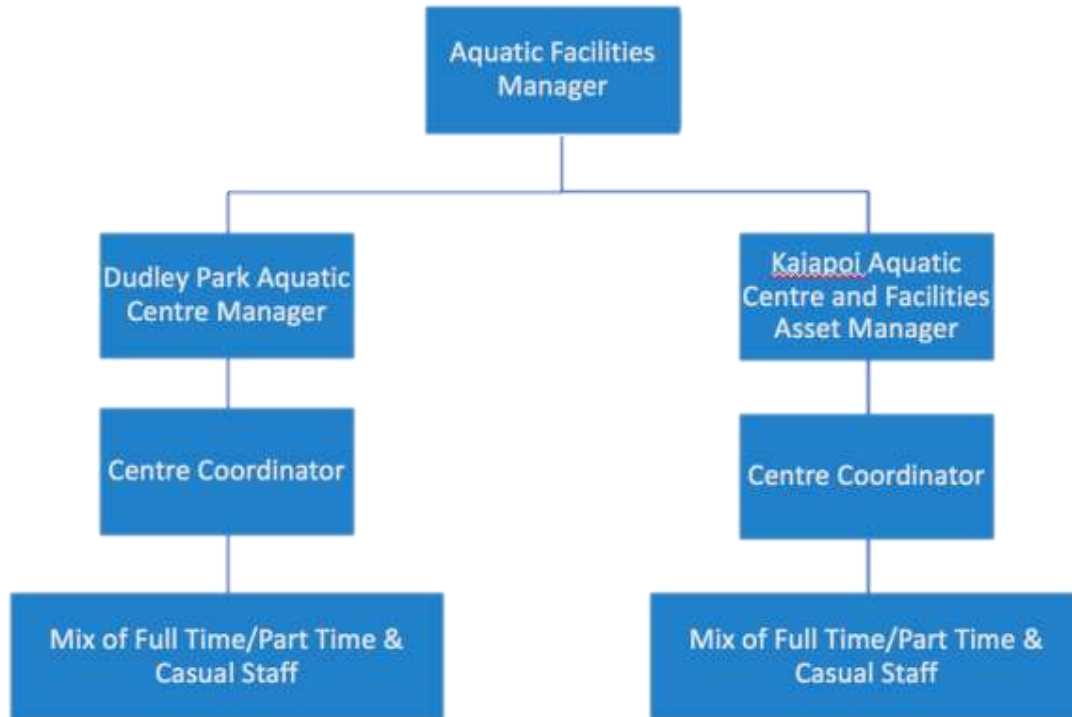 Aquatic Facilities
Manager
Dudley Park Aquatic
Centre Manager
Kaiapoi Aquatic
Centre and Facilities
Asset Manager
Centre Coordinator
Centre Coordinator
Mix of Full Time/Part Time &
Casual Staff
Mix of Full Time/Part Time &
Casual Staff